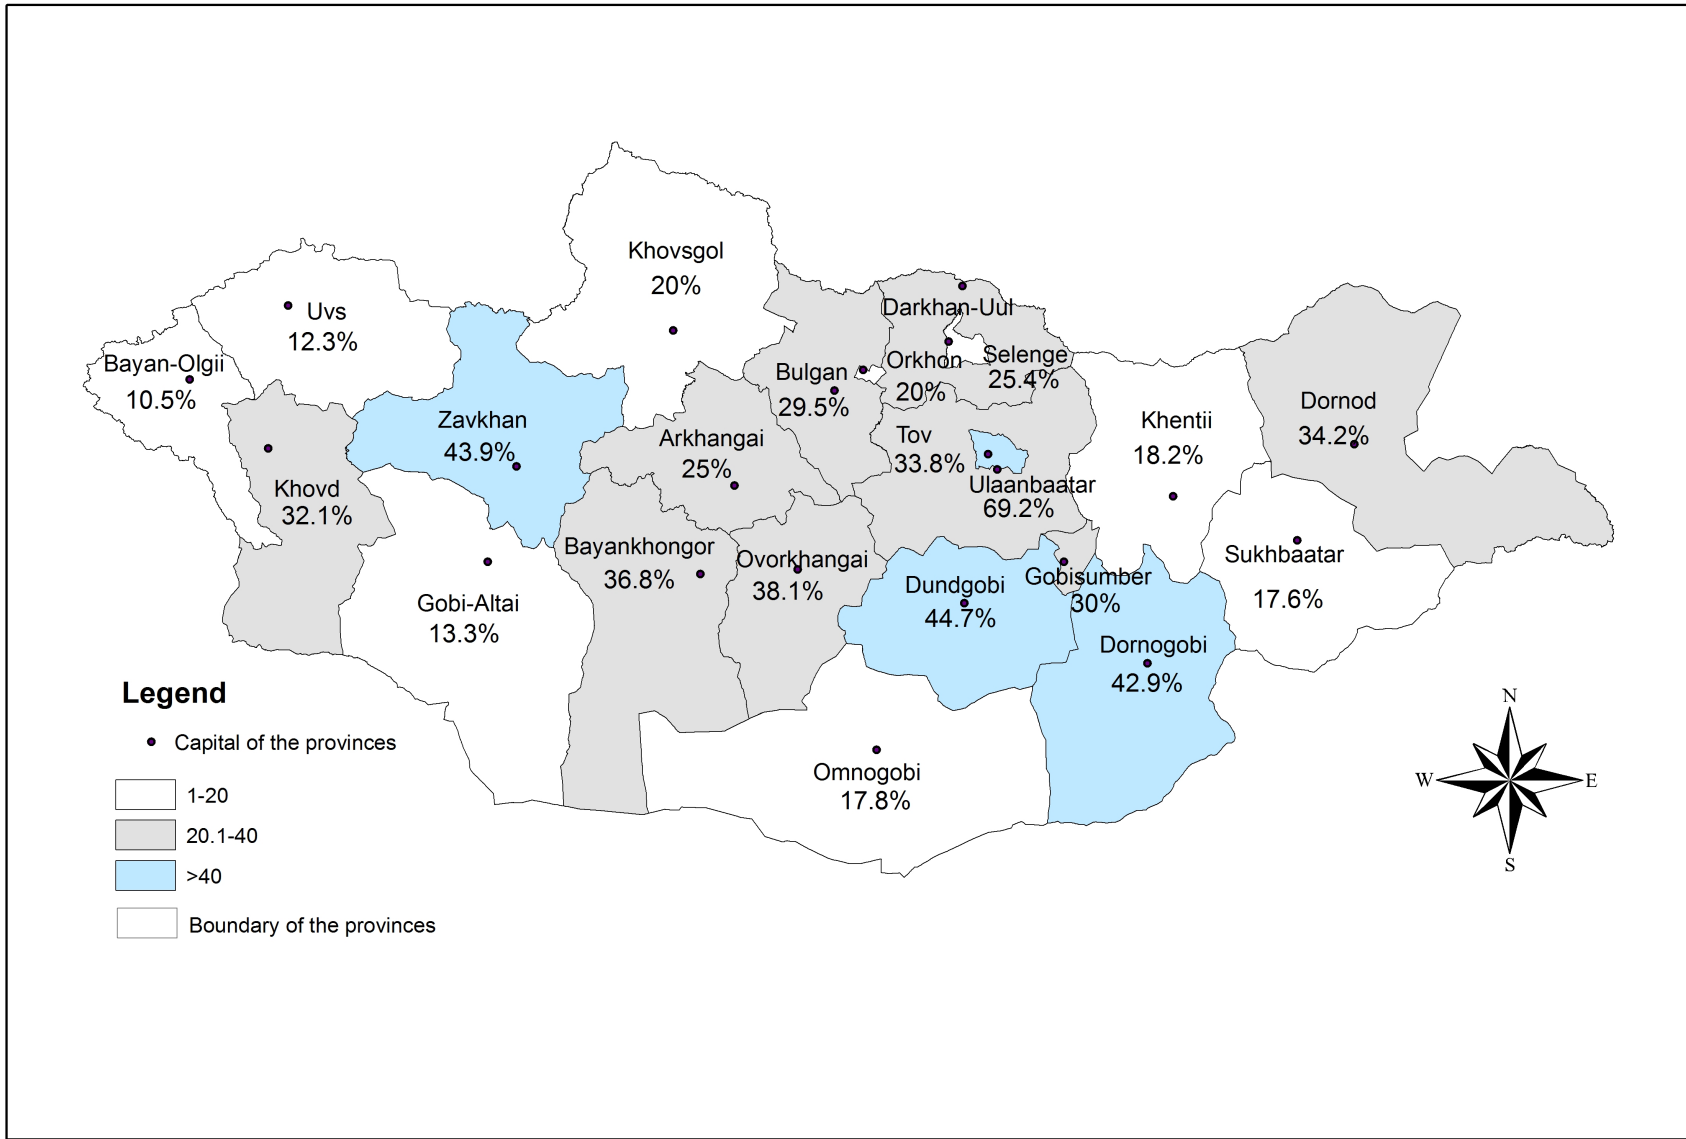 Khovsgol
20%
Uvs
12.3%
Bayan-Olgii
10.5%
Darkhan-Uul
Orkhon
20%
Selenge
25.4%
Bulgan
29.5%
Zavkhan
43.9%
Arkhangai
25%
Tov
33.8%
Khentii
18.2%
Dornod
34.2%
Khovd
32.1%
Ulaanbaatar
69.2%
Bayankhongor
36.8%
Ovorkhangai
38.1%
Dundgobi
44.7%
Gobisumber
30%
Sukhbaatar
17.6%
Gobi-Altai
13.3%
Dornogobi
42.9%
Omnogobi
17.8%
Legend
Capital of the provinces
1-20
20.1-40
>40
Boundary of the provinces
N
W
E
S